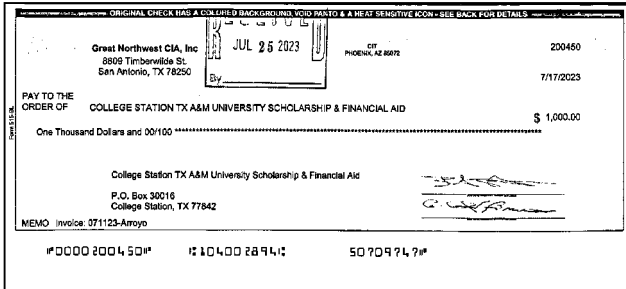 ORIGINAL CHECK HAS A COLORED BACKGROUND, VOID PANTO & A HEAT SENSITIVE ICON - SEE BACK FOR DETAILS
Great Northwest CIA, Inc
8809 Timberwilde St.
San Antonio, TX 78250
JUL 25 2023
By
CIT
PHOENIX, AZ 85072
200450
7/17/2023
PAY TO THE
ORDER OF COLLEGE STATION TX A&M UNIVERSITY SCHOLARSHIP & FINANCIAL AID
$ 1,000.00
One Thousand Dollars and 00/100 ****************************************************************************************
College Station TX A&M University Scholarship & Financial Aid
P.O. Box 30016
College Station, TX 77842
MEMO Invoice: 071123-Arroyo
⑈0000200450⑈ ⑆104002894⑆ 50709747⑈